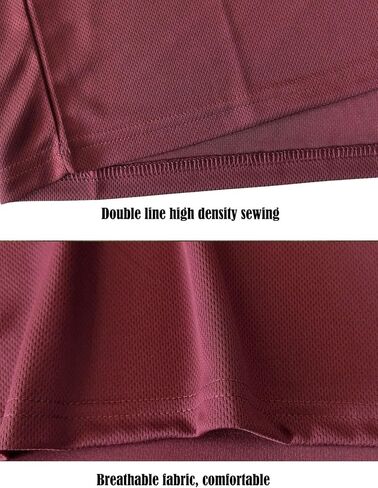 Double line high density sewing
Breathable fabric, comfortable